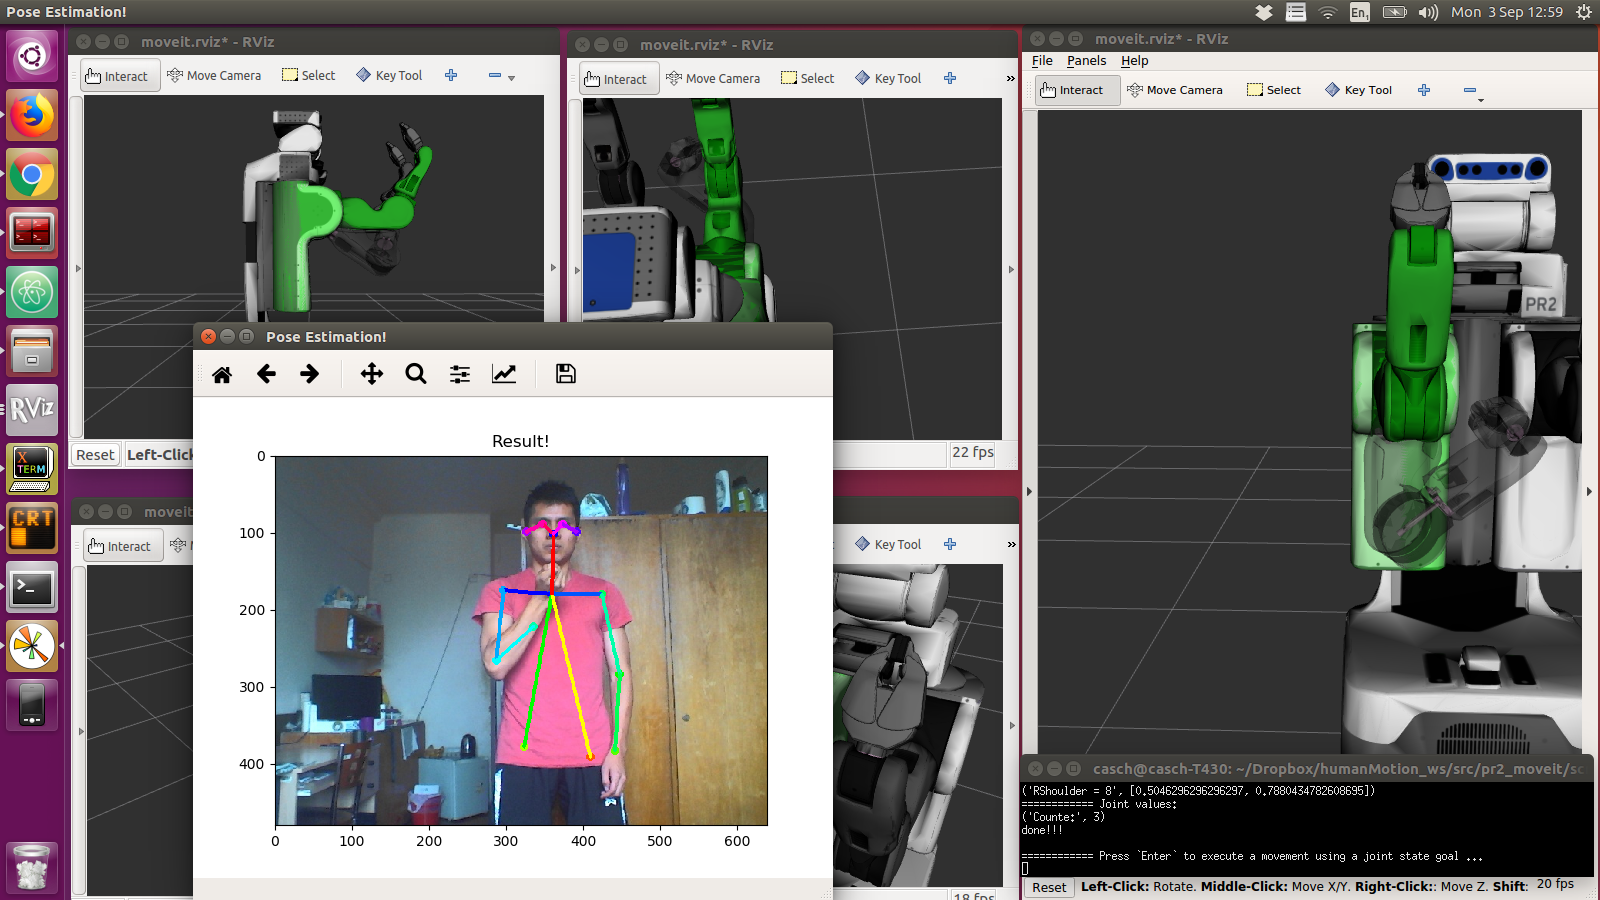 Pose Estimation!
En1
Mon 3 Sep 12:59
moveit.rviz* - RViz
Interact
Move Camera
Select
Key Tool
moveit.rviz* - RViz
Interact
Move Camera
Select
Key Tool
»
moveit.rviz* - RViz
File
Panels
Help
Interact
Move Camera
Select
Key Tool
PR2
RViz
X
TERM
CRT
Reset
Left-Click
22 fps
moveit
Interact
Key Tool
»
18 fps
Pose Estimation!
Result!
0
100
200
300
400
0
100
200
300
400
500
600
casch@casch-T430: ~/Dropbox/humanMotion_ws/src/pr2_moveit/sc
('RShoulder = 8', [0.5046296296296297, 0.7880434782608695])
============ Joint values:
('Counte:', 3)
done!!!
============ Press `Enter` to execute a movement using a joint state goal ...
Reset
Left-Click: Rotate. Middle-Click: Move X/Y. Right-Click:: Move Z. Shift:
20 fps